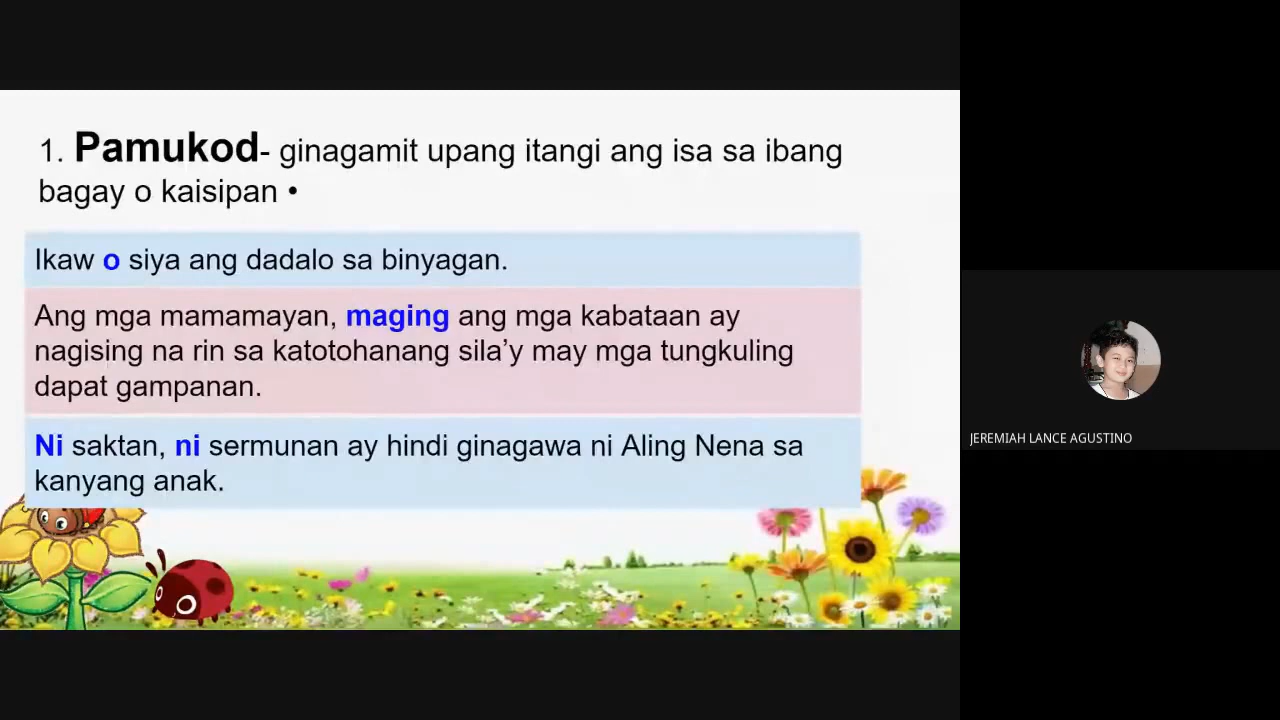 1. Pamukod- ginagamit upang itangi ang isa sa ibang
bagay o kaisipan •
Ikaw o siya ang dadalo sa binyagan.
Ang mga mamamayan, maging ang mga kabataan ay
nagising na rin sa katotohanang sila’y may mga tungkuling
dapat gampanan.
Ni saktan, ni sermunan ay hindi ginagawa ni Aling Nena sa
kanyang anak.
JEREMIAH LANCE AGUSTINO